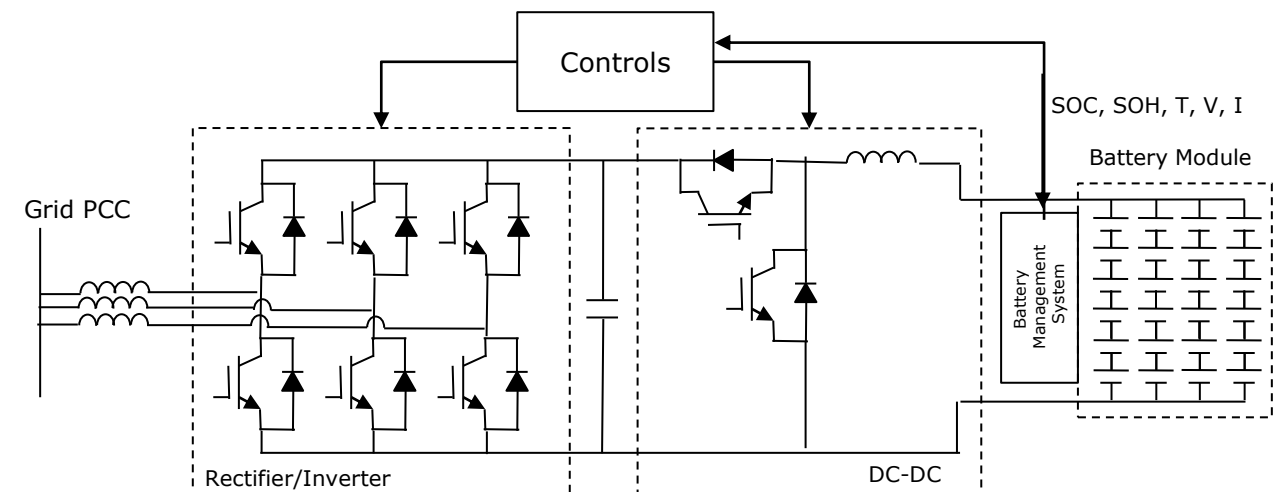 Controls
SOC, SOH, T, V, I
Battery Module
Grid PCC
Battery
Management
System
Rectifier/Inverter
DC-DC